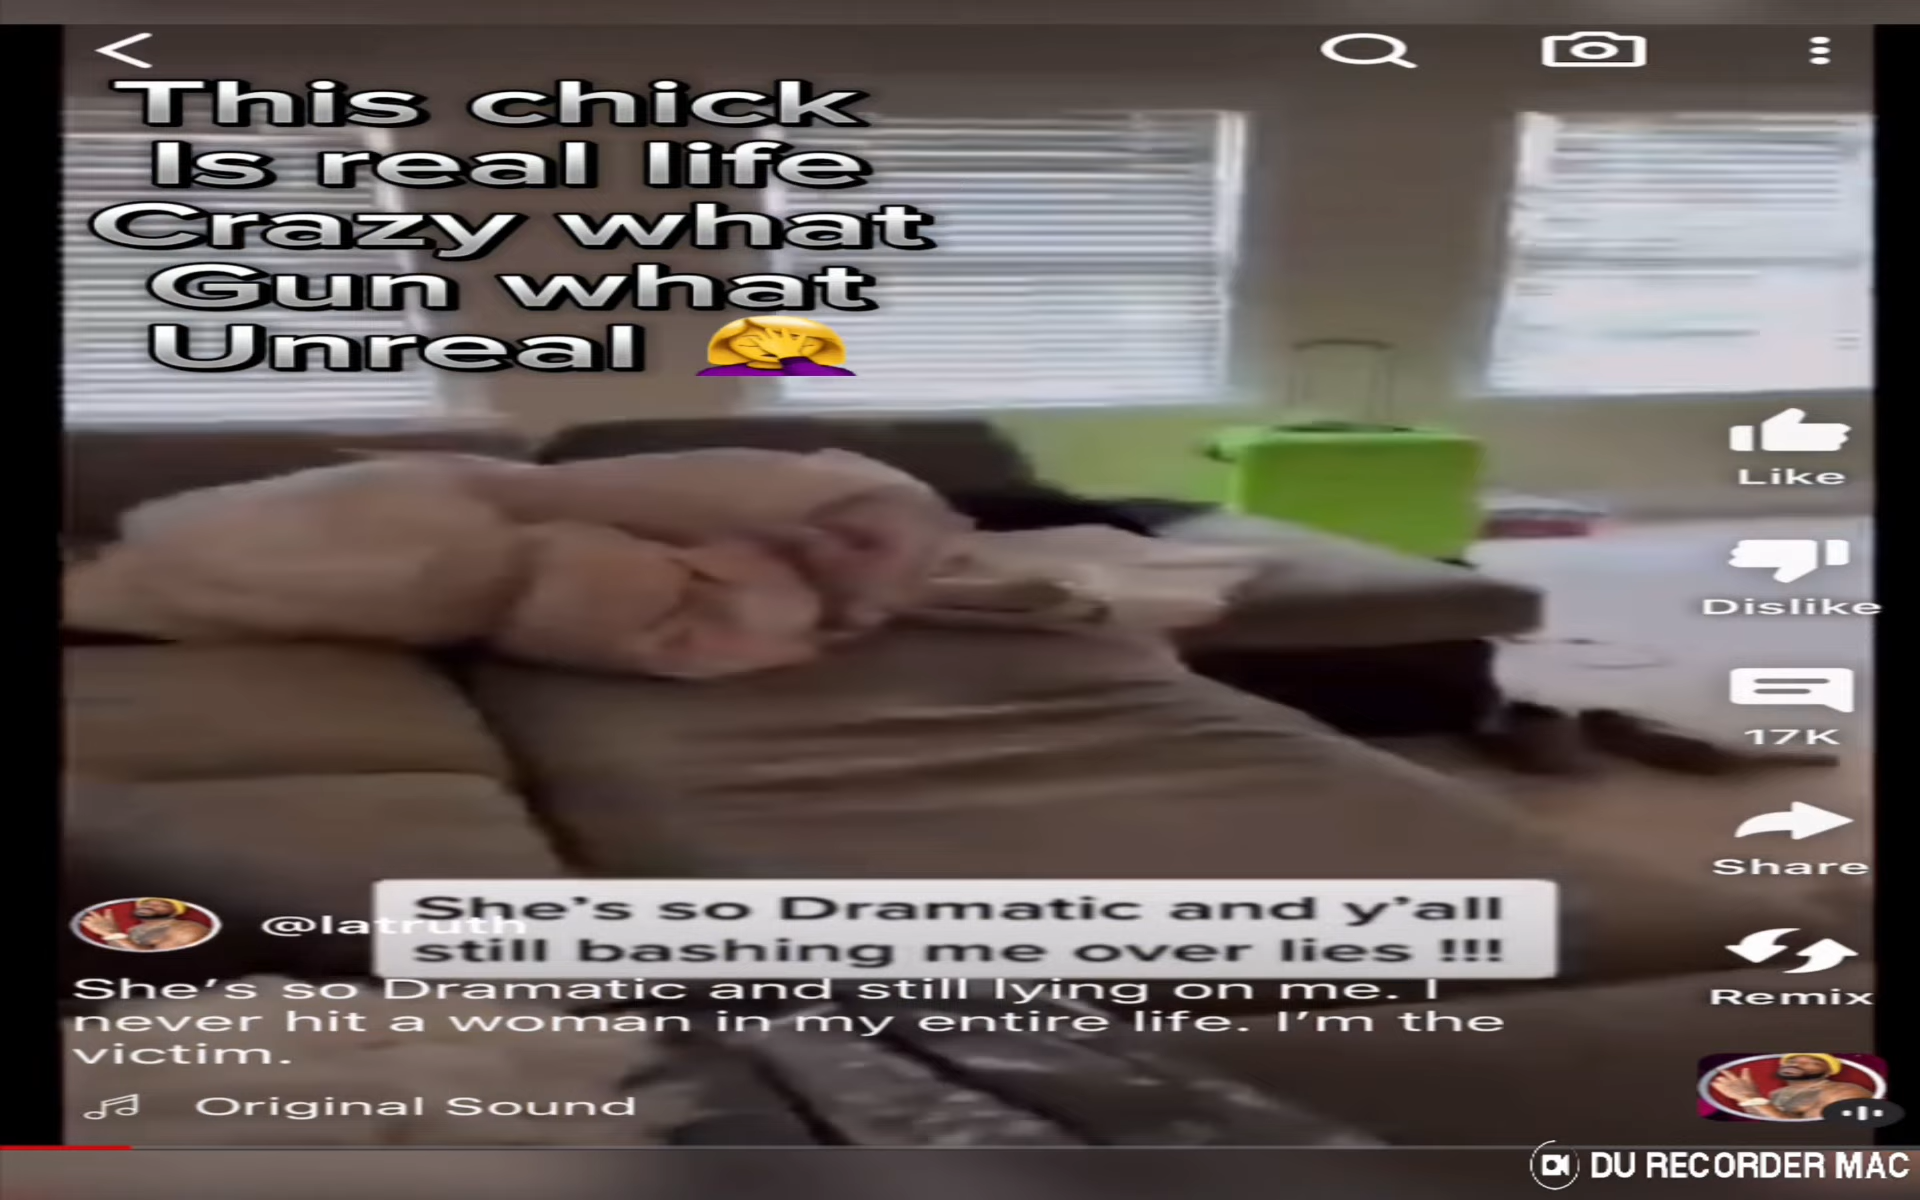 This chick
Is real life
Crazy what
Gun what
Unreal 🤦‍♀️
Like
Dislike
17K
Share
Remix
@latruth
She's so Dramatic and y'all
still bashing me over lies !!!
She's so Dramatic and still lying on me. I
never hit a woman in my entire life. I'm the
victim.
Original Sound
DU RECORDER MAC